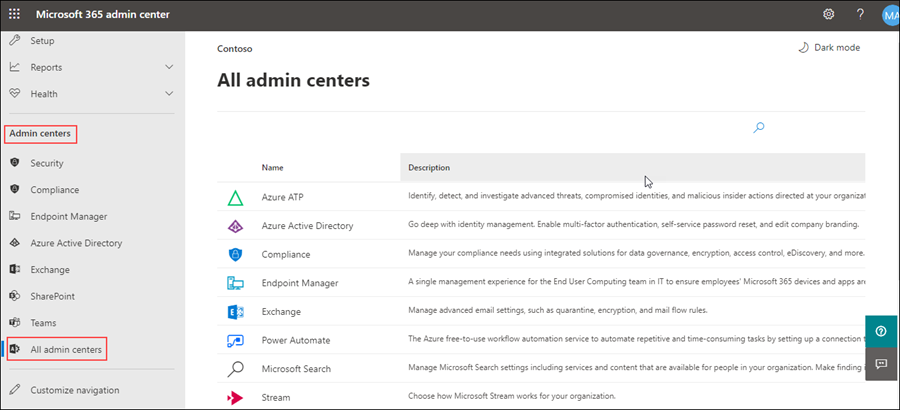 Microsoft 365 admin center
MA
Setup
Reports
Health
Admin centers
Security
Compliance
Endpoint Manager
Azure Active Directory
Exchange
SharePoint
Teams
All admin centers
Customize navigation
Contoso
Dark mode
All admin centers
Name Description
Azure ATP Identify, detect, and investigate advanced threats, compromised identities, and malicious insider actions directed at your
Azure Active Directory Go deep with identity management. Enable multi-factor authentication, self-service password reset, and edit company branding.
Compliance Manage your compliance needs using integrated solutions for data governance, encryption, access control, eDiscovery, and more.
Endpoint Manager A single management experience for the End User Computing team in IT to ensure employees' Microsoft 365 devices and apps are
Exchange Manage advanced email settings, such as quarantine, encryption, and mail flow rules.
Power Automate The Azure free-to-use workflow automation service to automate repetitive and time-consuming tasks by setting up a connection
Microsoft Search Manage Microsoft Search settings including services and content that are available for people in your organization. Make finding
Stream Choose how Microsoft Stream works for your organization.